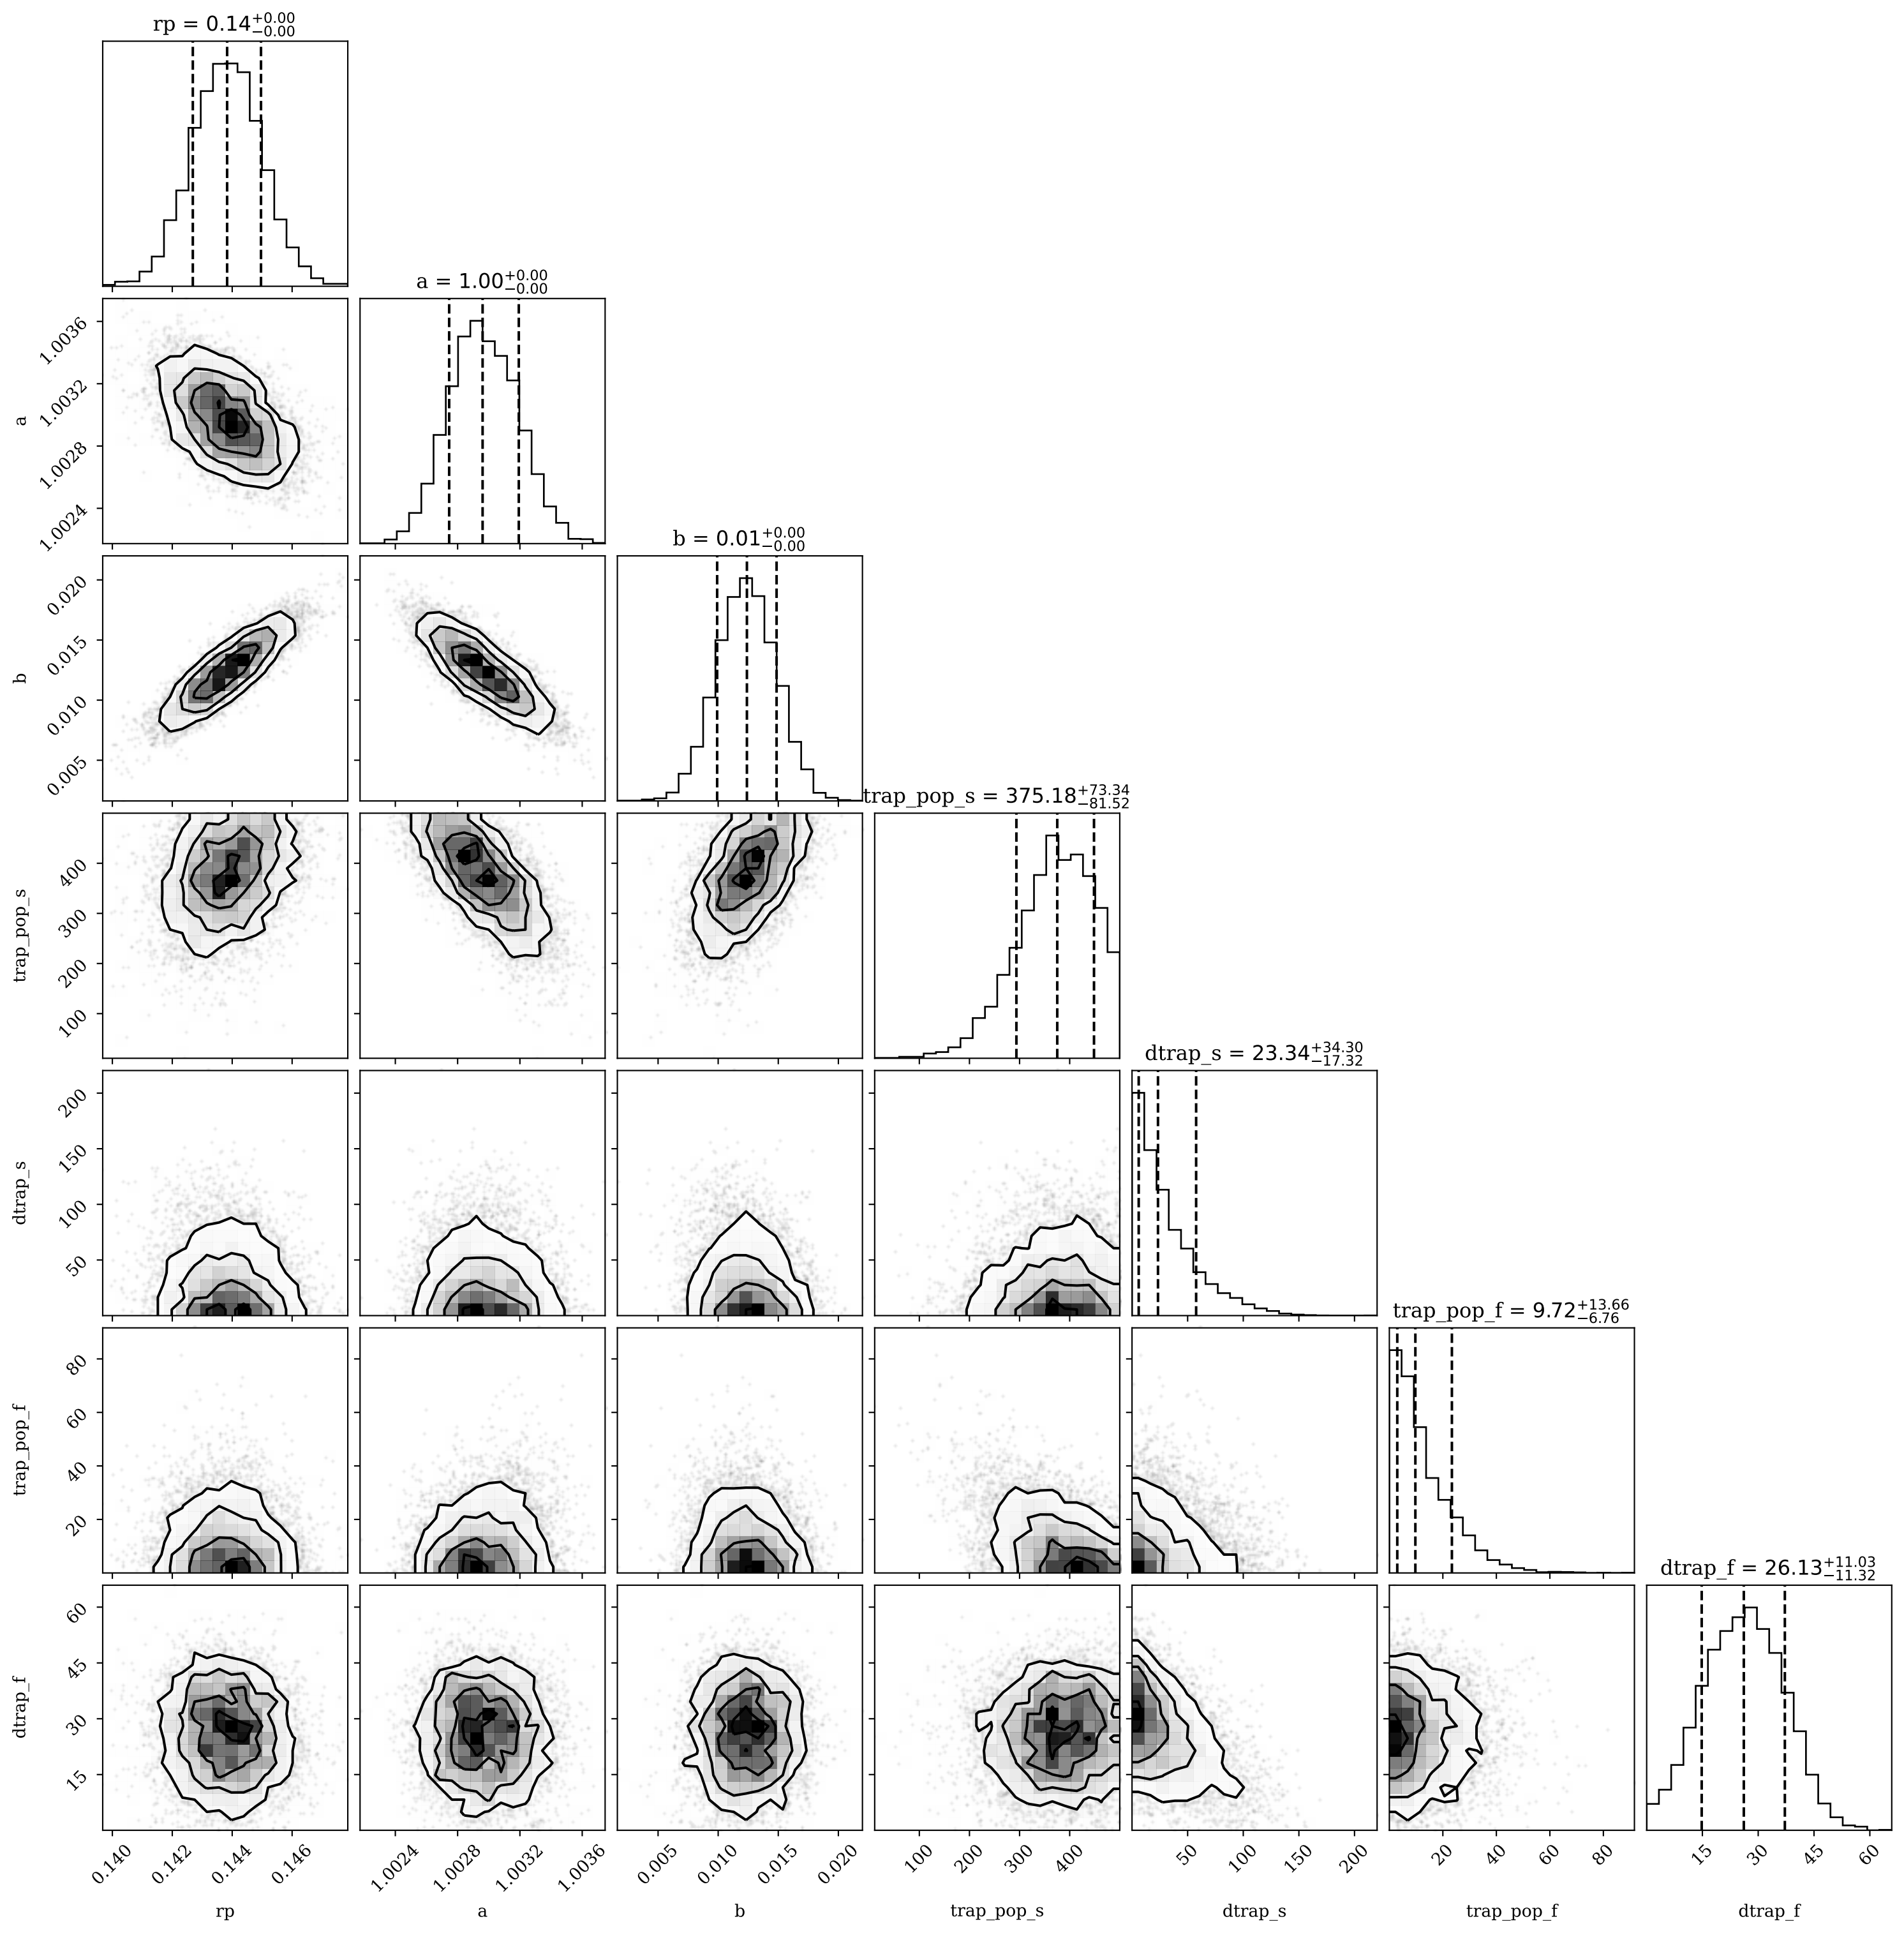 rp = 0.14+0.00−0.00
a = 1.00+0.00−0.00
1.0036
1.0032
1.0028
1.0024
a
b = 0.01+0.00−0.00
0.020
0.015
0.010
0.005
b
trap_pop_s = 375.18+73.34−81.52
400
300
200
100
trap_pop_s
dtrap_s = 23.34+34.30−17.32
200
150
100
50
dtrap_s
trap_pop_f = 9.72+13.66−6.76
80
60
40
20
trap_pop_f
dtrap_f = 26.13+11.03−11.32
60
45
30
15
dtrap_f
0.140 0.142 0.144 0.146 1.0024 1.0028 1.0032 1.0036 0.005 0.010 0.015 0.020 100 200 300 400 50 100 150 200 20 40 60 80 15 30 45 60
rp a b trap_pop_s dtrap_s trap_pop_f dtrap_f